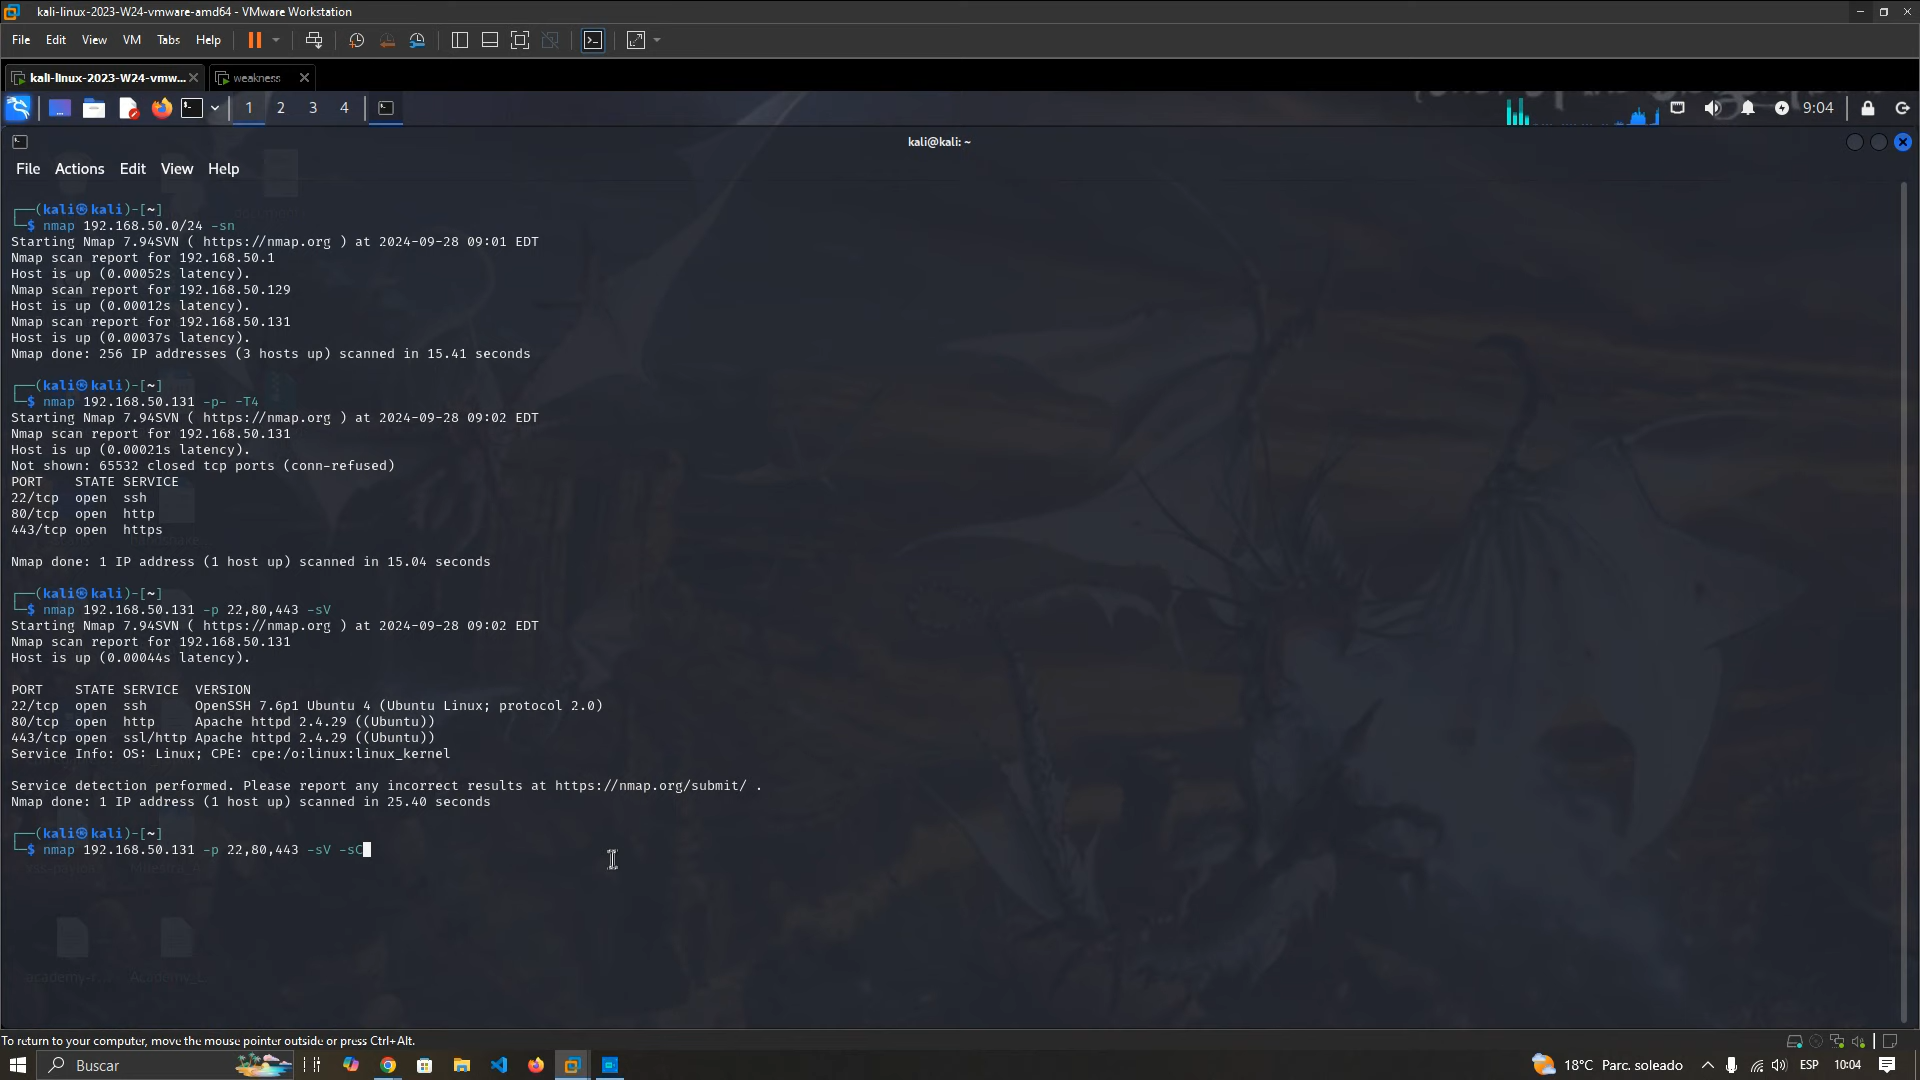 kali-linux-2023-W24-vmware-amd64 - VMware Workstation
File Edit View VM Tabs Help
kali-linux-2023-W24-vmw... weakness
1 2 3 4 9:04
kali@kali: ~
File Actions Edit View Help
┌──(kali㉿kali)-[~]
└─$ nmap 192.168.50.0/24 -sn
Starting Nmap 7.94SVN ( https://nmap.org ) at 2024-09-28 09:01 EDT
Nmap scan report for 192.168.50.1
Host is up (0.00052s latency).
Nmap scan report for 192.168.50.129
Host is up (0.00012s latency).
Nmap scan report for 192.168.50.131
Host is up (0.00037s latency).
Nmap done: 256 IP addresses (3 hosts up) scanned in 15.41 seconds
┌──(kali㉿kali)-[~]
└─$ nmap 192.168.50.131 -p- -T4
Starting Nmap 7.94SVN ( https://nmap.org ) at 2024-09-28 09:02 EDT
Nmap scan report for 192.168.50.131
Host is up (0.00021s latency).
Not shown: 65532 closed tcp ports (conn-refused)
PORT STATE SERVICE
22/tcp open ssh
80/tcp open http
443/tcp open https
Nmap done: 1 IP address (1 host up) scanned in 15.04 seconds
┌──(kali㉿kali)-[~]
└─$ nmap 192.168.50.131 -p 22,80,443 -sV
Starting Nmap 7.94SVN ( https://nmap.org ) at 2024-09-28 09:02 EDT
Nmap scan report for 192.168.50.131
Host is up (0.00044s latency).
PORT STATE SERVICE VERSION
22/tcp open ssh OpenSSH 7.6p1 Ubuntu 4 (Ubuntu Linux; protocol 2.0)
80/tcp open http Apache httpd 2.4.29 ((Ubuntu))
443/tcp open ssl/http Apache httpd 2.4.29 ((Ubuntu))
Service Info: OS: Linux; CPE: cpe:/o:linux:linux_kernel
Service detection performed. Please report any incorrect results at https://nmap.org/submit/ .
Nmap done: 1 IP address (1 host up) scanned in 25.40 seconds
┌──(kali㉿kali)-[~]
└─$ nmap 192.168.50.131 -p 22,80,443 -sV -sC
To return to your computer, move the mouse pointer outside or press Ctrl+Alt.
Buscar 18°C Parc. soleado ESP 10:04